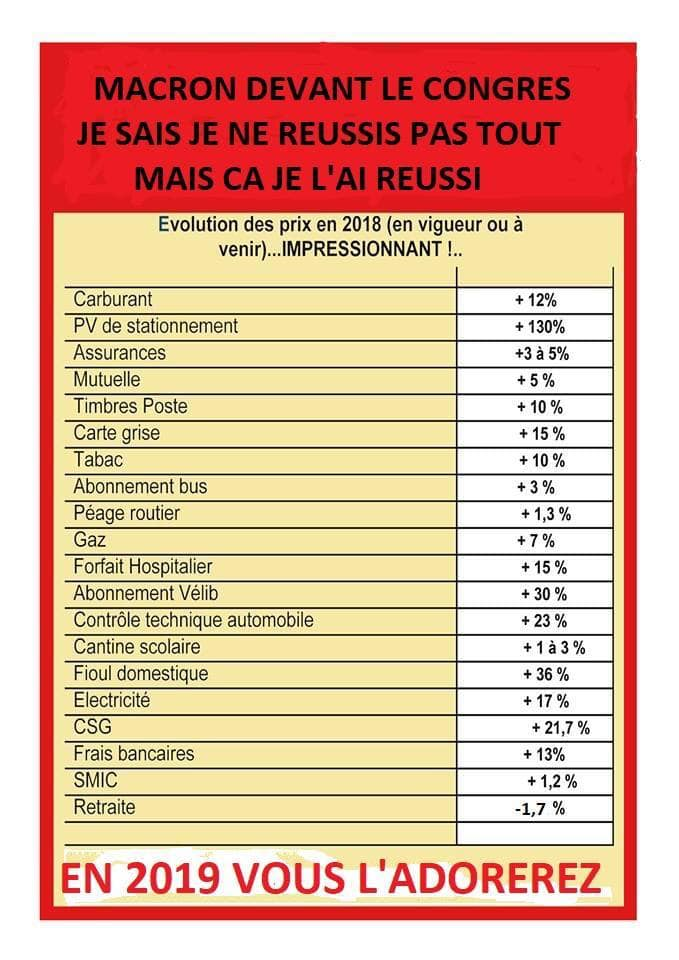 MACRON DEVANT LE CONGRES
JE SAIS JE NE REUSSIS PAS TOUT
MAIS CA JE L'AI REUSSI
Evolution des prix en 2018 (en vigueur ou à
venir)...IMPRESSIONNANT !..
Carburant + 12%
PV de stationnement + 130%
Assurances +3 à 5%
Mutuelle + 5 %
Timbres Poste + 10 %
Carte grise + 15 %
Tabac + 10 %
Abonnement bus + 3 %
Péage routier + 1,3 %
Gaz + 7 %
Forfait Hospitalier + 15 %
Abonnement Vélib + 30 %
Contrôle technique automobile + 23 %
Cantine scolaire + 1 à 3 %
Fioul domestique + 36 %
Electricité + 17 %
CSG + 21,7 %
Frais bancaires + 13%
SMIC + 1,2 %
Retraite -1,7 %
EN 2019 VOUS L'ADOREREZ